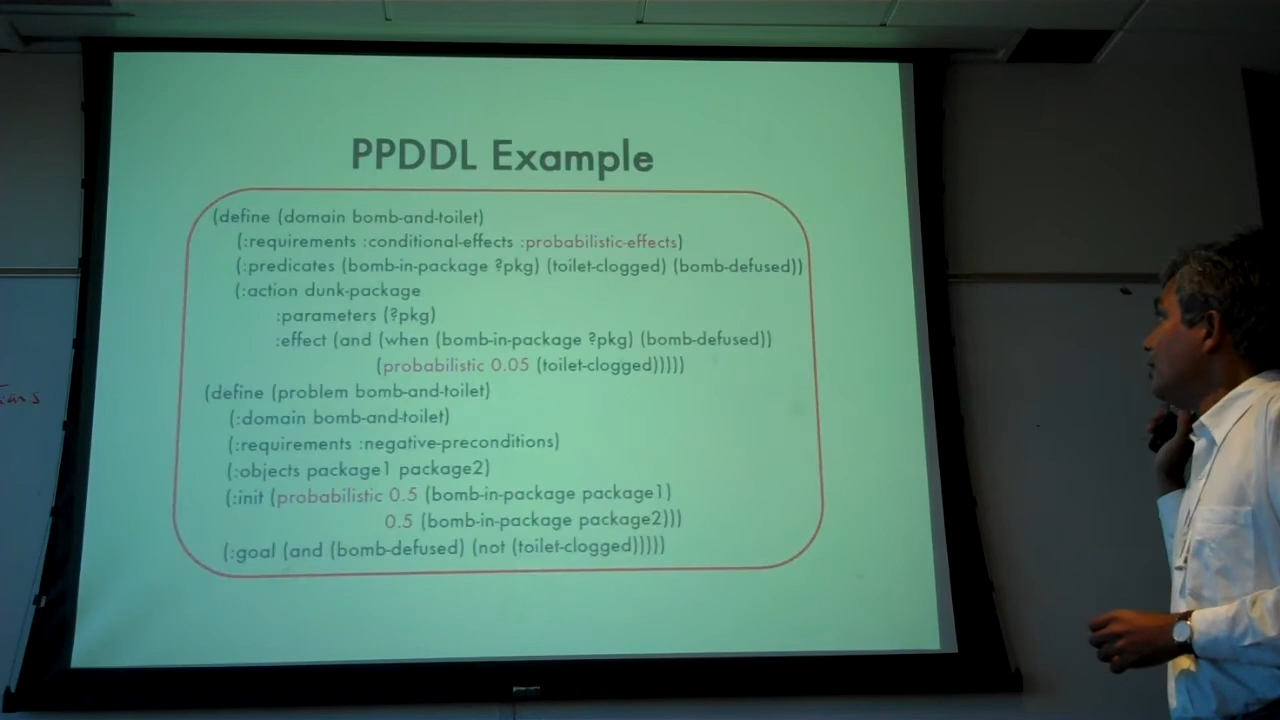 PPDDL Example
(define (domain bomb-and-toilet)
(:requirements :conditional-effects :probabilistic-effects)
(:predicates (bomb-in-package ?pkg) (toilet-clogged) (bomb-defused))
(:action dunk-package
:parameters (?pkg)
:effect (and (when (bomb-in-package ?pkg) (bomb-defused))
(probabilistic 0.05 (toilet-clogged)))))
(define (problem bomb-and-toilet)
(:domain bomb-and-toilet)
(:requirements :negative-preconditions)
(:objects package1 package2)
(:init (probabilistic 0.5 (bomb-in-package package1)
0.5 (bomb-in-package package2)))
(:goal (and (bomb-defused) (not (toilet-clogged)))))